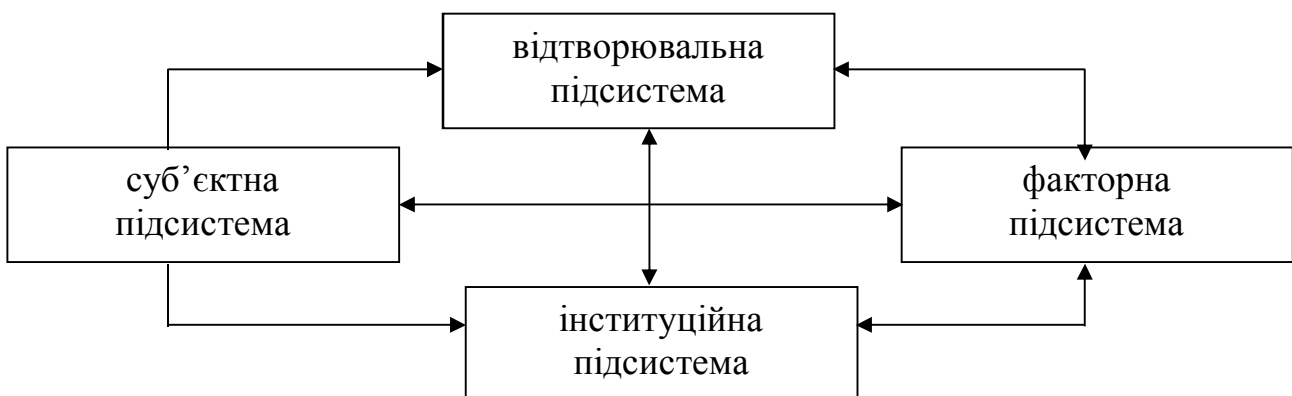 відтворювальна
підсистема
суб’єктна
підсистема
факторна
підсистема
інституційна
підсистема